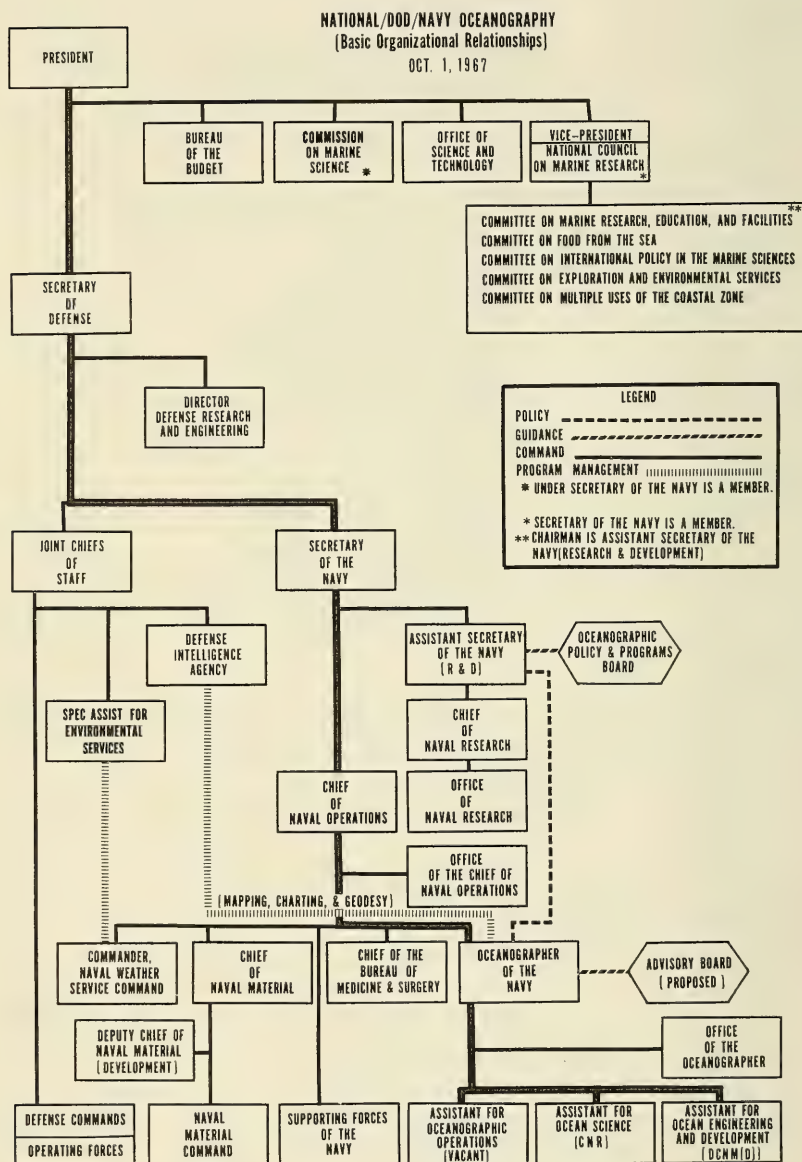 NATIONAL/DOD/NAVY OCEANOGRAPHY
(Basic Organizational Relationships)
OCT. 1, 1967
PRESIDENT
BUREAU
OF THE
BUDGET
COMMISSION
ON MARINE
SCIENCE *
OFFICE OF
SCIENCE AND
TECHNOLOGY
VICE-PRESIDENT
NATIONAL COUNCIL
ON MARINE RESEARCH
*
**
COMMITTEE ON MARINE RESEARCH, EDUCATION, AND FACILITIES
COMMITTEE ON FOOD FROM THE SEA
COMMITTEE ON INTERNATIONAL POLICY IN THE MARINE SCIENCES
COMMITTEE ON EXPLORATION AND ENVIRONMENTAL SERVICES
COMMITTEE ON MULTIPLE USES OF THE COASTAL ZONE
SECRETARY
OF
DEFENSE
DIRECTOR
DEFENSE RESEARCH
AND ENGINEERING
LEGEND
POLICY
GUIDANCE
COMMAND
PROGRAM MANAGEMENT
* UNDER SECRETARY OF THE NAVY IS A MEMBER.
* SECRETARY OF THE NAVY IS A MEMBER.
** CHAIRMAN IS ASSISTANT SECRETARY OF THE
NAVY(RESEARCH & DEVELOPMENT)
JOINT CHIEFS
OF
STAFF
SECRETARY
OF THE
NAVY
DEFENSE
INTELLIGENCE
AGENCY
ASSISTANT SECRETARY
OF THE NAVY
(R & D)
OCEANOGRAPHIC
POLICY & PROGRAMS
BOARD
SPEC ASSIST FOR
ENVIRONMENTAL
SERVICES
CHIEF
OF
NAVAL RESEARCH
CHIEF
OF
NAVAL OPERATIONS
OFFICE
OF
NAVAL RESEARCH
OFFICE
OF THE CHIEF OF
NAVAL OPERATIONS
(MAPPING, CHARTING, & GEODESY)
COMMANDER,
NAVAL WEATHER
SERVICE COMMAND
CHIEF
OF
NAVAL MATERIAL
CHIEF OF THE
BUREAU OF
MEDICINE & SURGERY
OCEANOGRAPHER
OF THE
NAVY
ADVISORY BOARD
( PROPOSED )
DEPUTY CHIEF OF
NAVAL MATERIAL
(DEVELOPMENT)
OFFICE
OF THE
OCEANOGRAPHER
DEFENSE COMMANDS
OPERATING FORCES
NAVAL
MATERIAL
COMMAND
SUPPORTING FORCES
OF THE
NAVY
ASSISTANT FOR
OCEANOGRAPHIC
OPERATIONS
(VACANT)
ASSISTANT FOR
OCEAN SCIENCE
(CNR)
ASSISTANT FOR
OCEAN ENGINEERING
AND DEVELOPMENT
(DCNM(D))